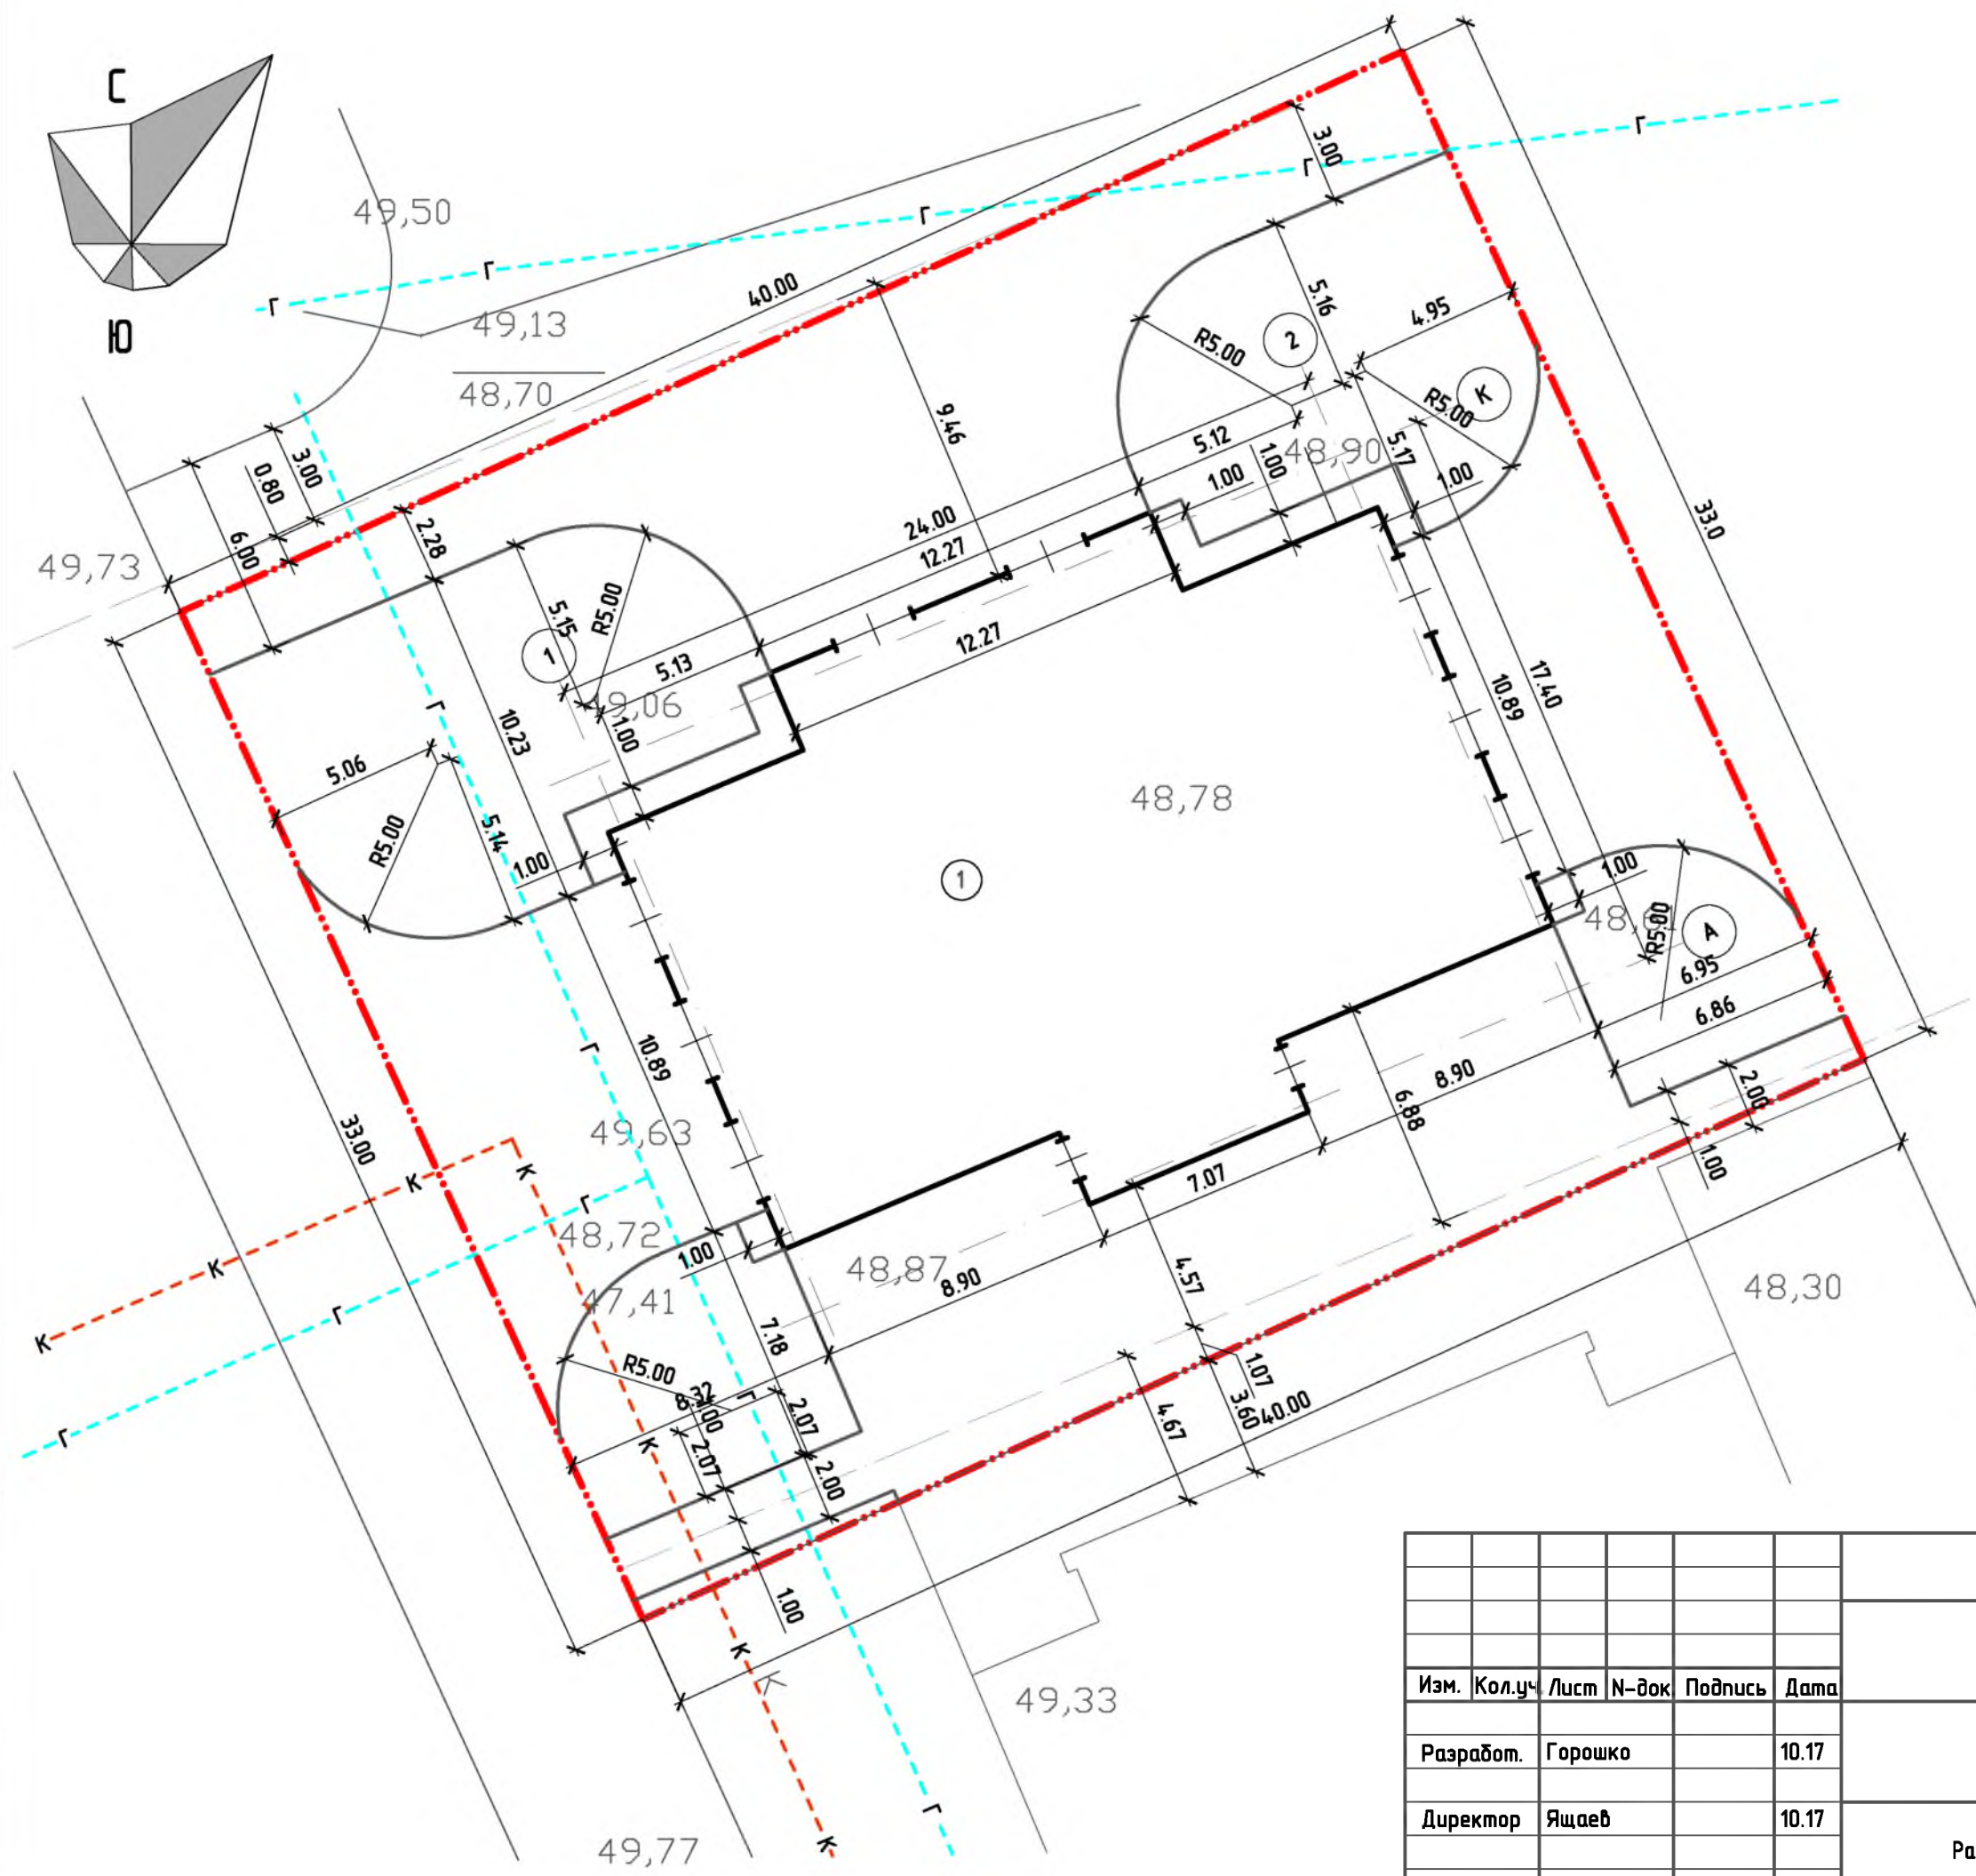 С
Ю
49,50
49,13
48,70
49,73
Г
Г
Г
Г
Г
40.00
3.00
3.00
0.80
6.00
2.28
9.46
5.16
4.95
R5.00
2
К
R5.00
5.12
48,90
5.17
1.00
1.00
1.00
24.00
12.27
12.27
33.0
5.15
R5.00
1
5.13
49,06
1.00
Г
10.23
5.06
R5.00
5.14
1.00
17.40
10.89
48,78
1
1.00
R5.00
А
6.95
6.86
2.00
1.00
8.90
6.88
7.07
Г
10.89
49,63
33.00
К
К
К
К
Г
Г
Г
48,72
1.00
47,41
48,87
8.90
4.57
48,30
7.18
R5.00
8.32
Г
2.07
2.07
2.00
К
1.07
3.60
40.00
4.67
1.00
К
К
49,33
Г
К
49,77
Изм. Кол.уч Лист N-док. Подпись Дата
Разработ. Горошко 10.17
Директор Ящаев 10.17
Ра